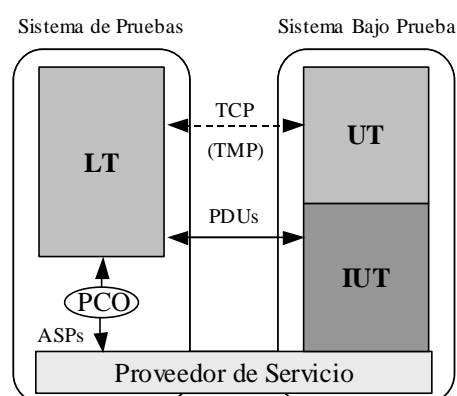 Sistema de Pruebas
Sistema Bajo Prueba
TCP
(TMP)
LT
UT
PDUs
IUT
PCO
ASPs
Proveedor de Servicio